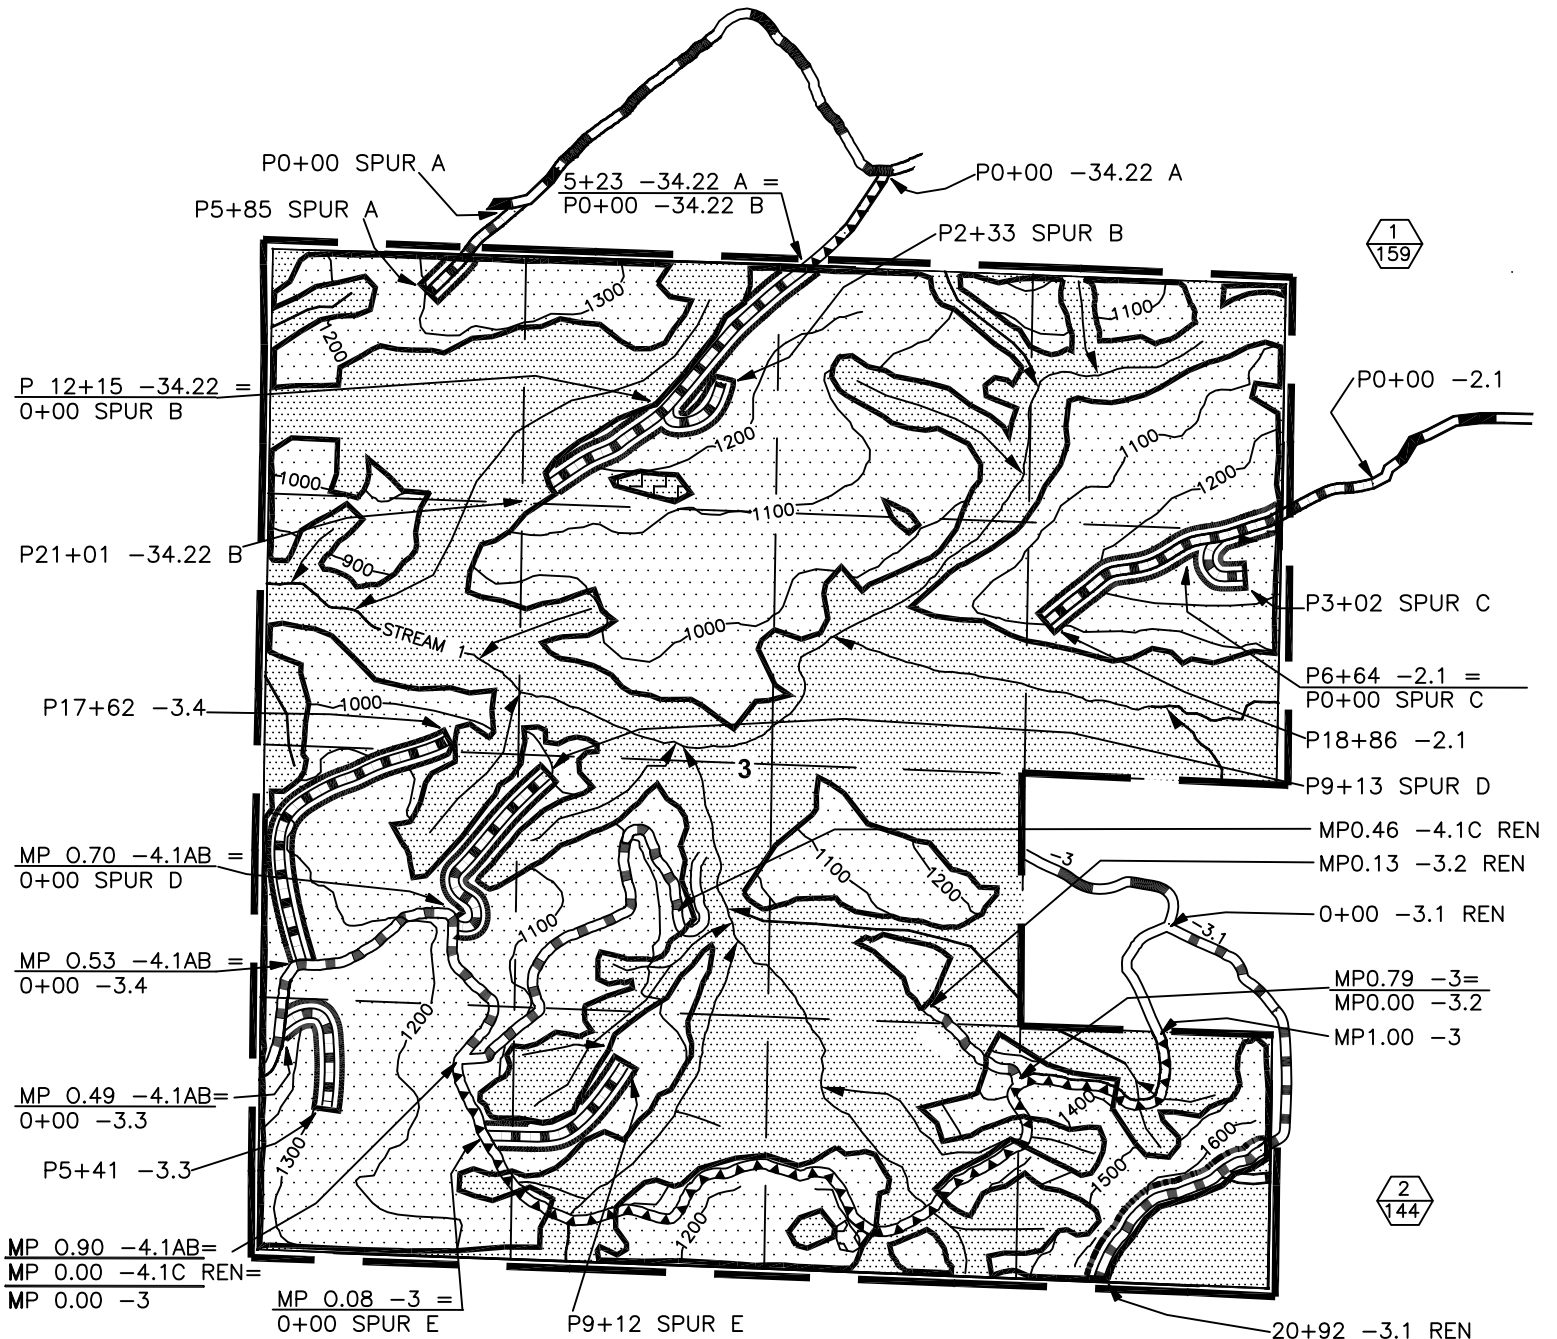 P0+00 SPUR A
5+23 -34.22 A =
P0+00 -34.22 B
P0+00 -34.22 A
P5+85 SPUR A
P2+33 SPUR B
1
159
1300
1200
1100
P 12+15 -34.22 =
0+00 SPUR B
P0+00 -2.1
1200
1100
1000
1200
1100
P21+01 -34.22 B
900
P3+02 SPUR C
STREAM 1
1000
P6+64 -2.1 =
P0+00 SPUR C
P17+62 -3.4
1000
P18+86 -2.1
3
P9+13 SPUR D
MP0.46 -4.1C REN
MP 0.70 -4.1AB =
0+00 SPUR D
-3
MP0.13 -3.2 REN
1100
1200
0+00 -3.1 REN
-3.1
1100
MP 0.53 -4.1AB =
0+00 -3.4
MP0.79 -3=
MP0.00 -3.2
1200
MP1.00 -3
MP 0.49 -4.1AB=
0+00 -3.3
1400
1600
P5+41 -3.3
1300
1500
2
144
1200
MP 0.90 -4.1AB=
MP 0.00 -4.1C REN=
MP 0.00 -3
MP 0.08 -3 =
0+00 SPUR E
P9+12 SPUR E
20+92 -3.1 REN